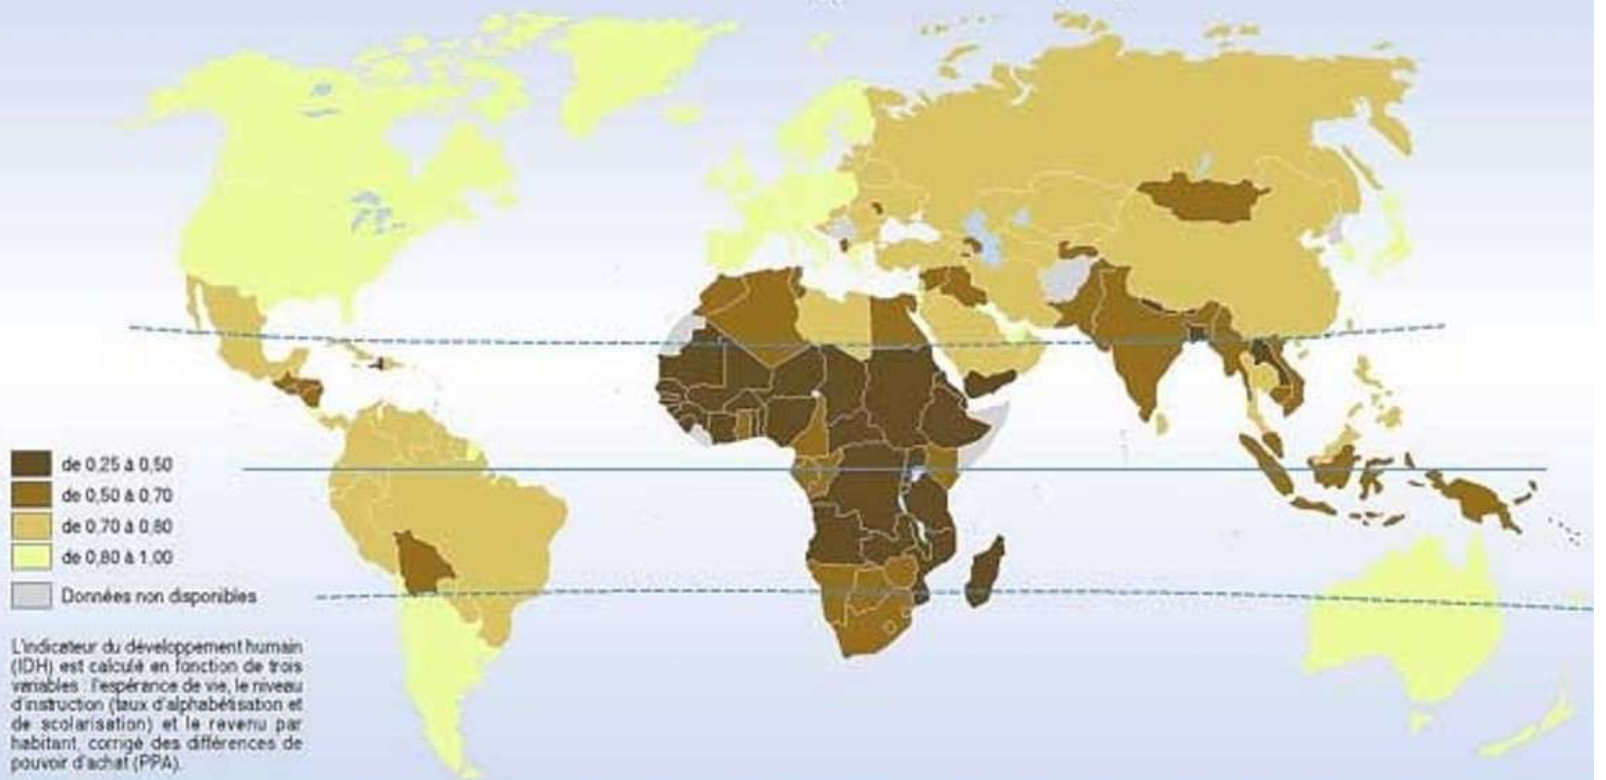 de 0,25 à 0,50
de 0,50 à 0,70
de 0,70 à 0,80
de 0,80 à 1,00
Données non disponibles
L'indicateur du développement humain
(IDH) est calculé en fonction de trois
variables : l'espérance de vie, le niveau
d'instruction (taux d'alphabétisation et
de scolarisation) et le revenu par
habitant, corrigé des différences de
pouvoir d'achat (PPA).